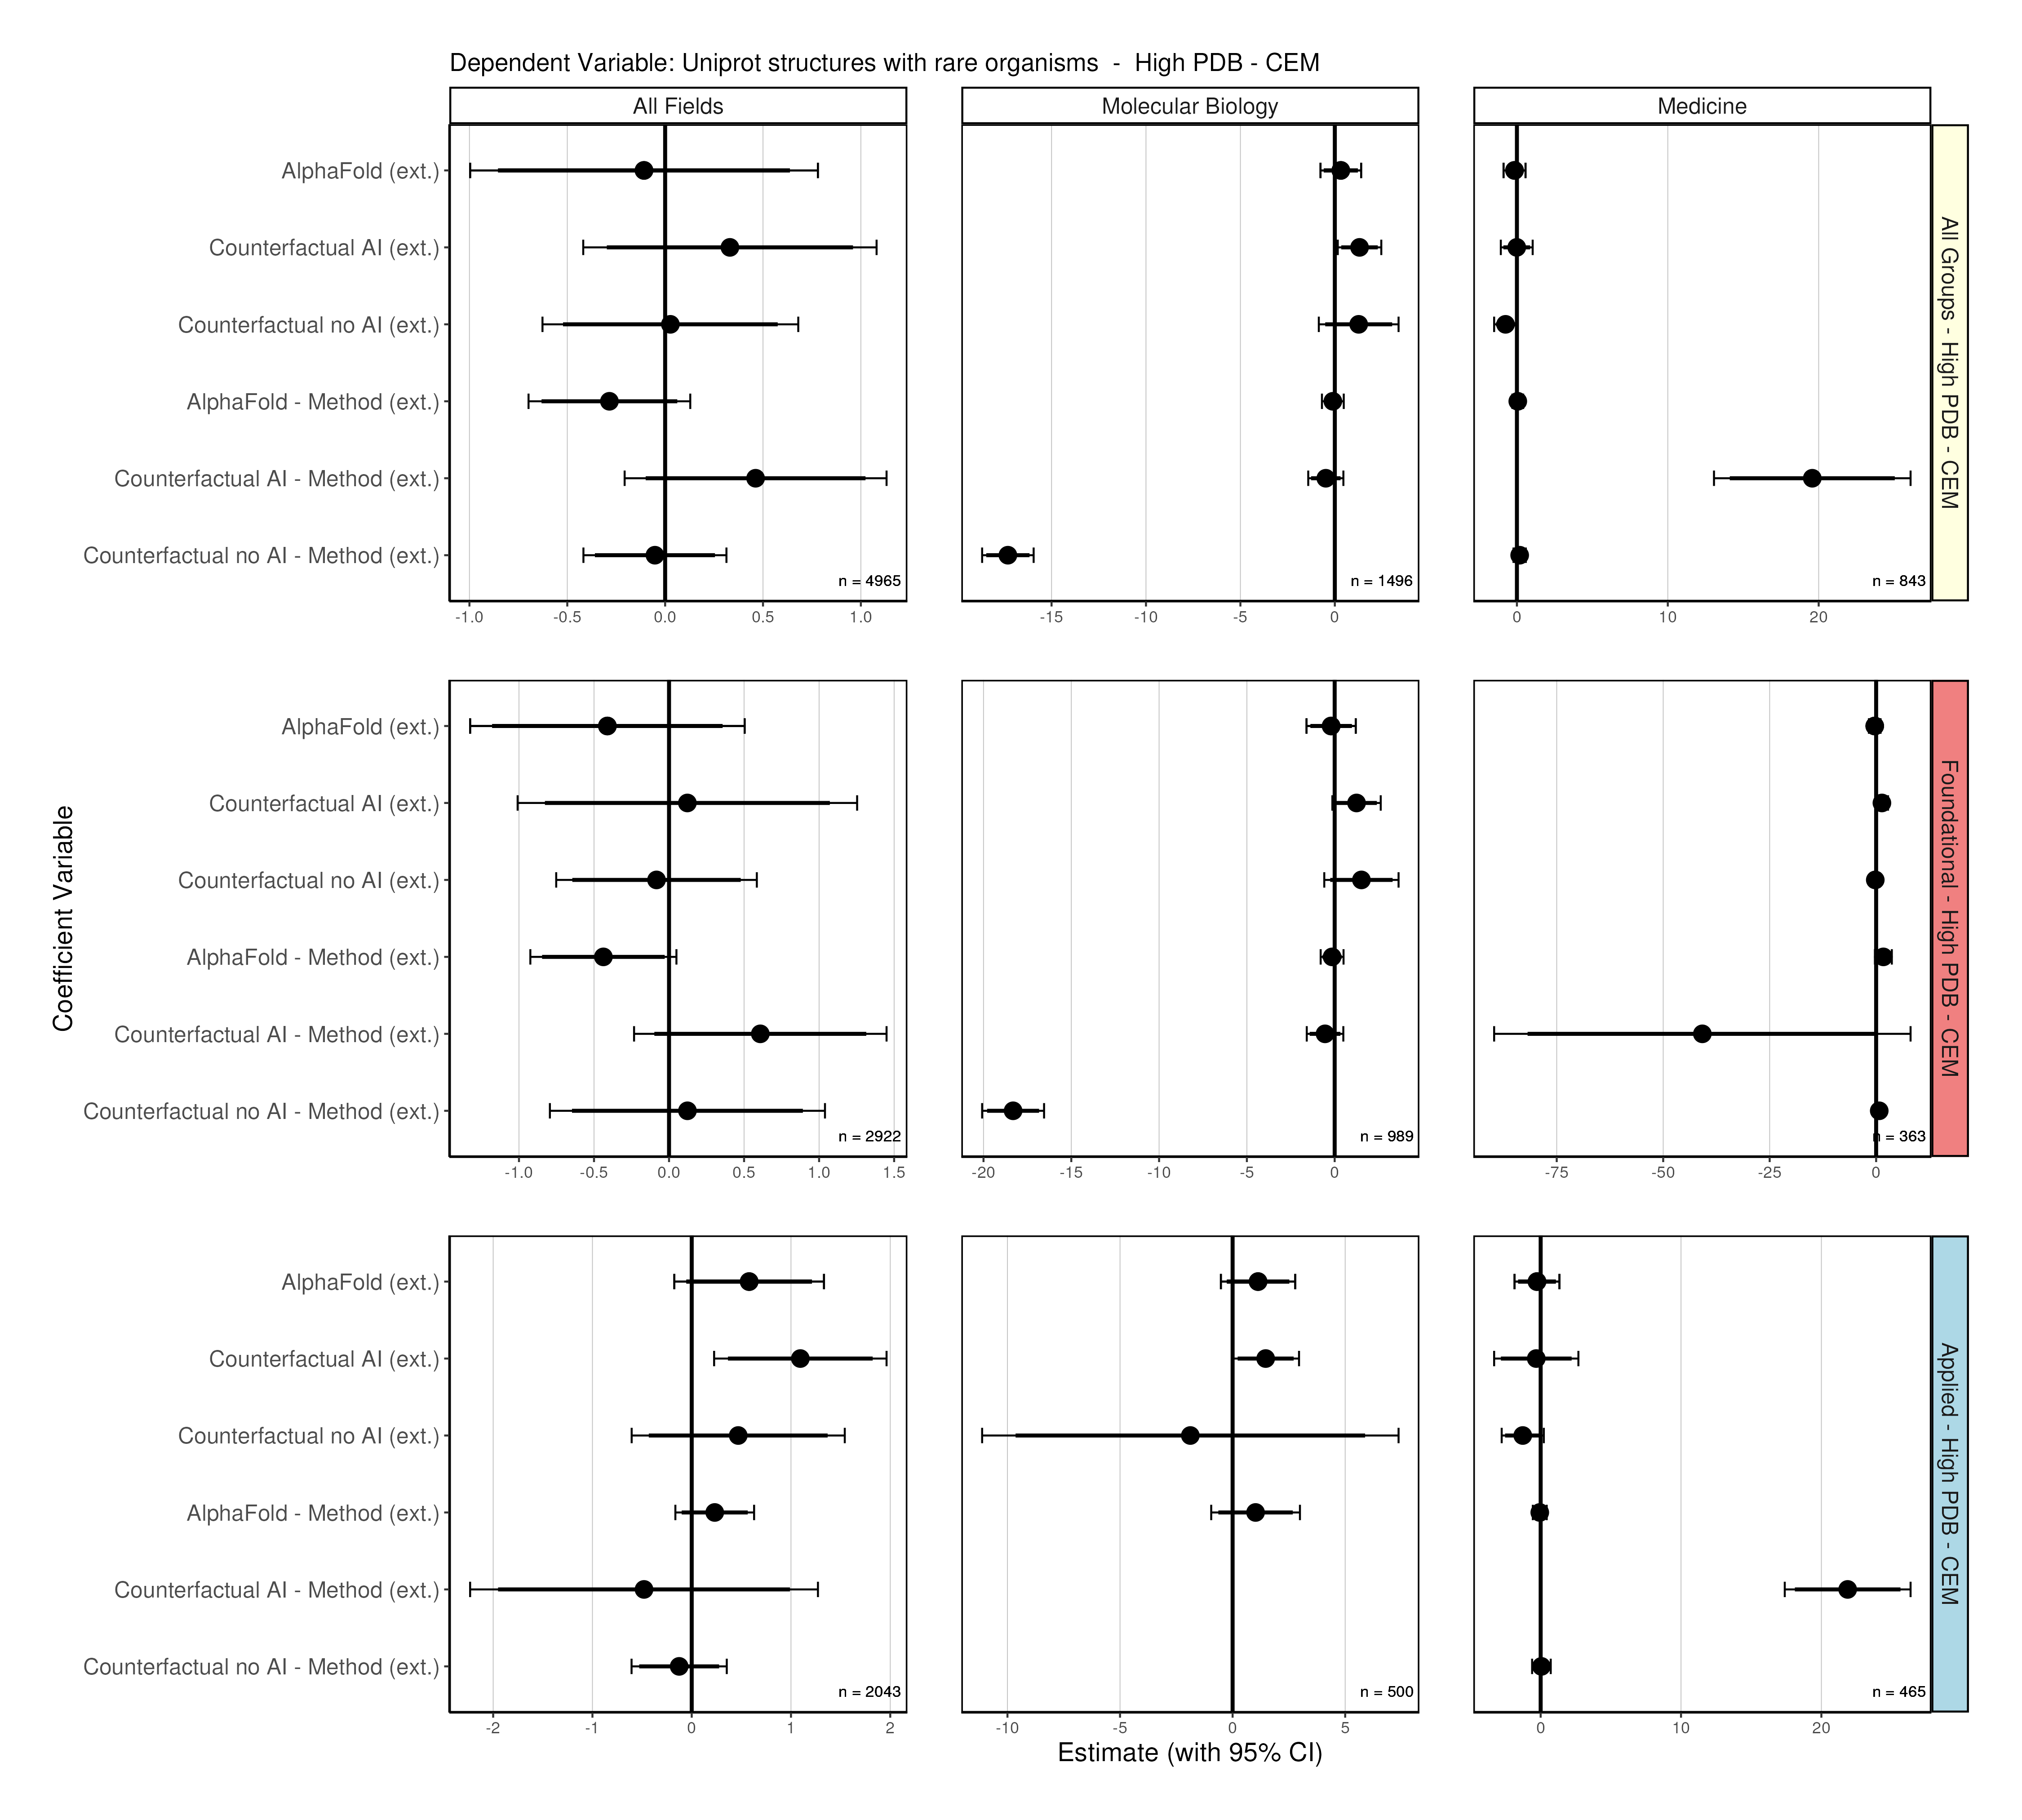 Dependent Variable: Uniprot structures with rare organisms - High PDB - CEM
All Fields
Molecular Biology
Medicine
AlphaFold (ext.)
Counterfactual AI (ext.)
Counterfactual no AI (ext.)
AlphaFold - Method (ext.)
Counterfactual AI - Method (ext.)
Counterfactual no AI - Method (ext.)
n = 4965
n = 1496
n = 843
-1.0 -0.5 0.0 0.5 1.0
-15 -10 -5 0
0 10 20
All Groups - High PDB - CEM
AlphaFold (ext.)
Counterfactual AI (ext.)
Counterfactual no AI (ext.)
AlphaFold - Method (ext.)
Counterfactual AI - Method (ext.)
Counterfactual no AI - Method (ext.)
n = 2922
n = 989
n = 363
-1.0 -0.5 0.0 0.5 1.0 1.5
-20 -15 -10 -5 0
-75 -50 -25 0
Foundational - High PDB - CEM
Coefficient Variable
AlphaFold (ext.)
Counterfactual AI (ext.)
Counterfactual no AI (ext.)
AlphaFold - Method (ext.)
Counterfactual AI - Method (ext.)
Counterfactual no AI - Method (ext.)
n = 2043
n = 500
n = 465
-2 -1 0 1 2
-10 -5 0 5
0 10 20
Applied - High PDB - CEM
Estimate (with 95% CI)